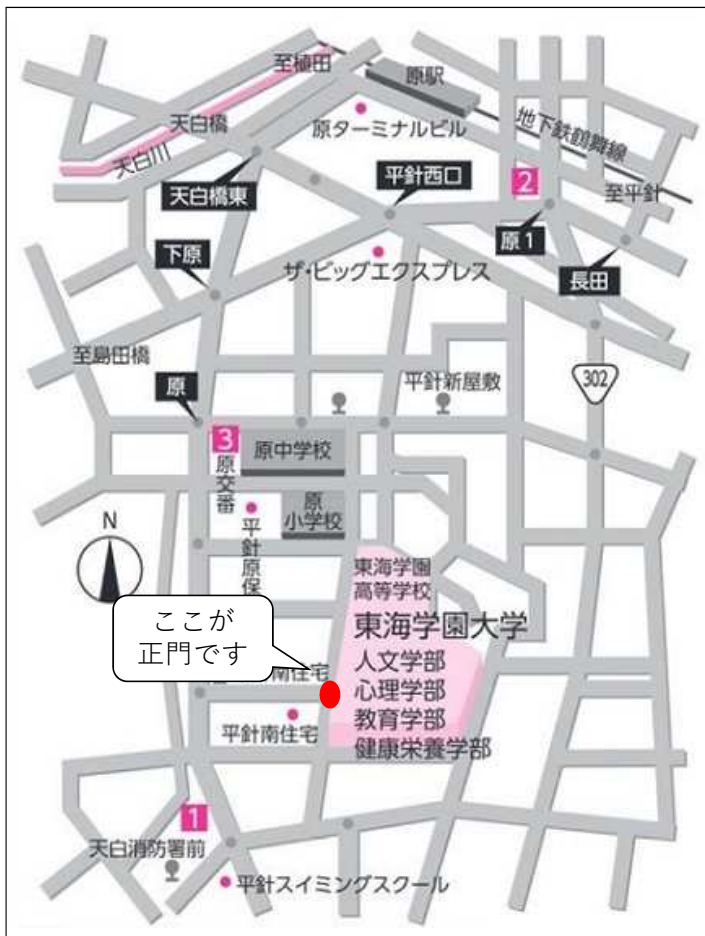 至植田
原駅
天白橋
原ターミナルビル
地下鉄鶴舞線
天白川
平針西口
2
至平針
天白橋東
原1
下原
ザ・ビッグエクスプレス
長田
至島田橋
平針新屋敷
302
原
3
原中学校
原交番
原
小学校
N
平針原保
東海学園
高等学校
ここが
正門です
東海学園大学
人文学部
南住宅
心理学部
教育学部
平針南住宅
健康栄養学部
1
天白消防署前
平針スイミングスクール